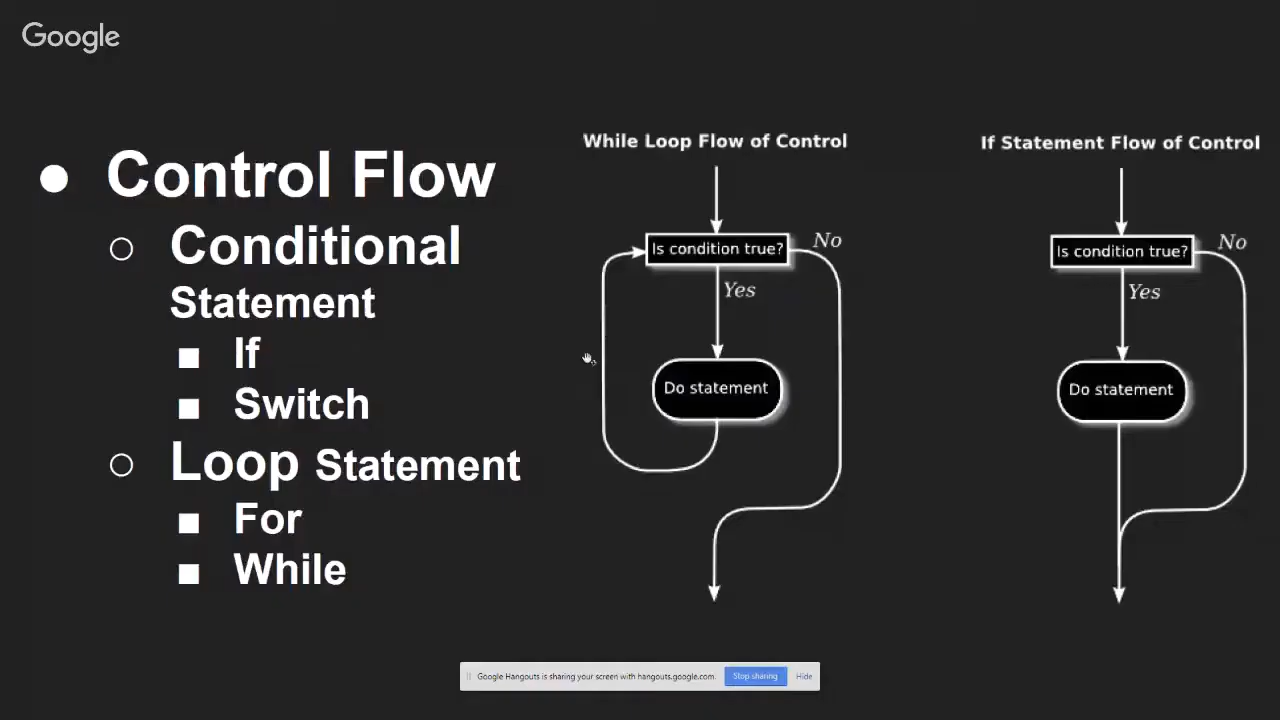 Google
● Control Flow
○ Conditional
Statement
■ If
■ Switch
○ Loop Statement
■ For
■ While
While Loop Flow of Control
Is condition true?
No
Yes
Do statement
If Statement Flow of Control
Is condition true?
No
Yes
Do statement
Google Hangouts is sharing your screen with hangouts.google.com. Stop sharing Hide